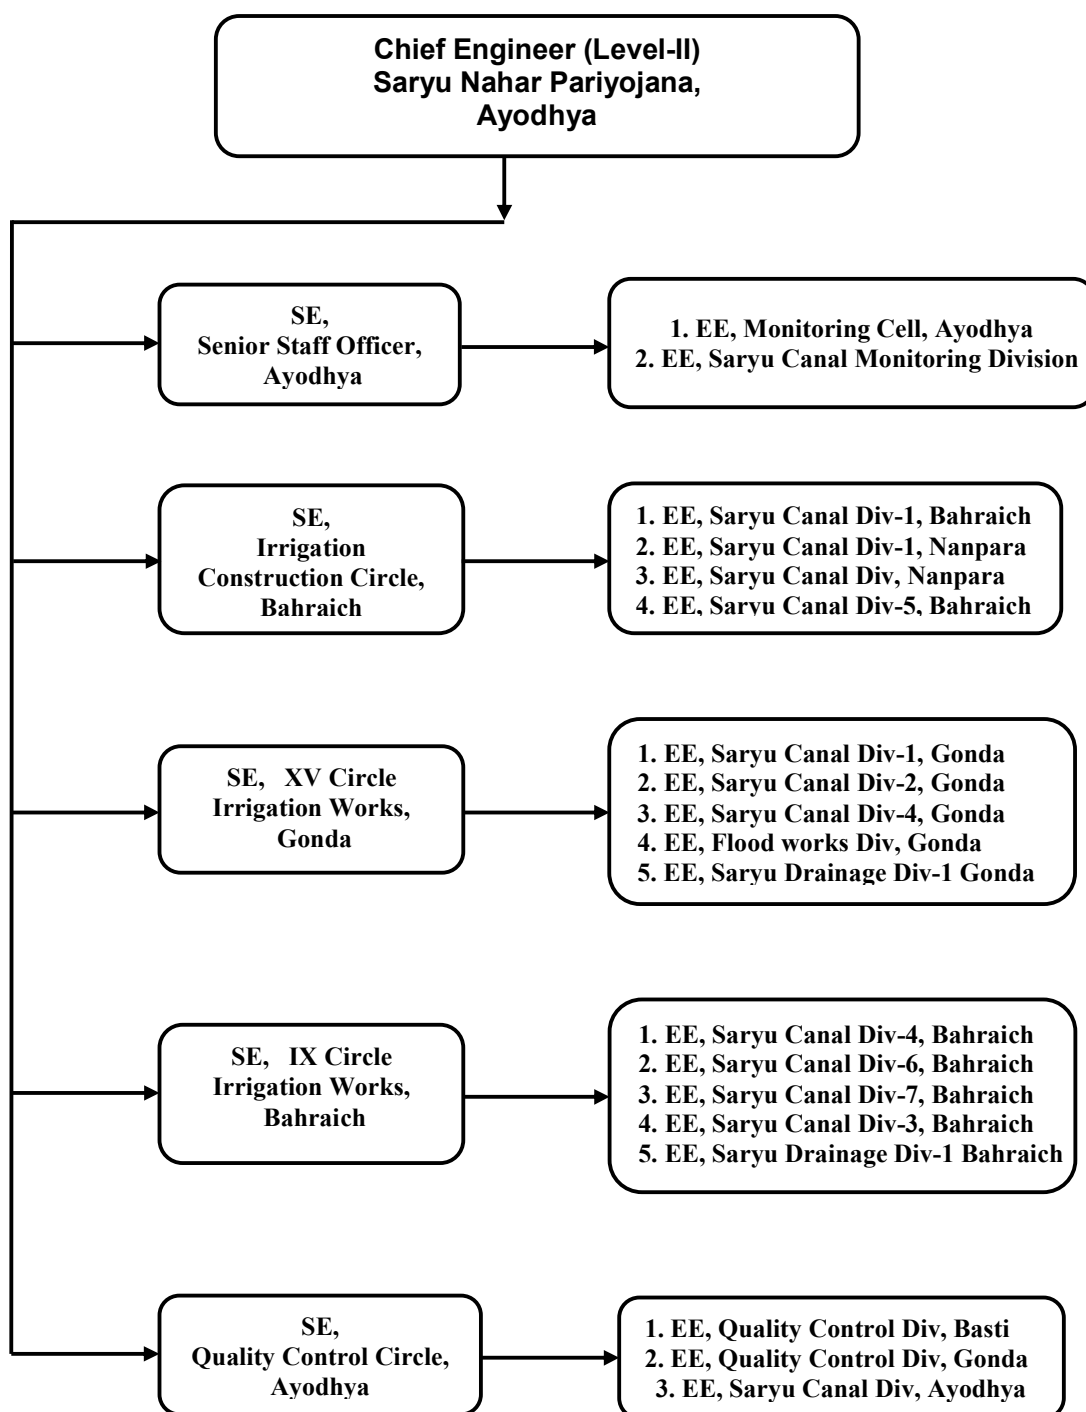 Chief Engineer (Level-II)
Saryu Nahar Pariyojana,
Ayodhya
SE,
Senior Staff Officer,
Ayodhya
1. EE, Monitoring Cell, Ayodhya
2. EE, Saryu Canal Monitoring Division
SE,
Irrigation
Construction Circle,
Bahraich
1. EE, Saryu Canal Div-1, Bahraich
2. EE, Saryu Canal Div-1, Nanpara
3. EE, Saryu Canal Div, Nanpara
4. EE, Saryu Canal Div-5, Bahraich
SE, XV Circle
Irrigation Works,
Gonda
1. EE, Saryu Canal Div-1, Gonda
2. EE, Saryu Canal Div-2, Gonda
3. EE, Saryu Canal Div-4, Gonda
4. EE, Flood works Div, Gonda
5. EE, Saryu Drainage Div-1 Gonda
SE, IX Circle
Irrigation Works,
Bahraich
1. EE, Saryu Canal Div-4, Bahraich
2. EE, Saryu Canal Div-6, Bahraich
3. EE, Saryu Canal Div-7, Bahraich
4. EE, Saryu Canal Div-3, Bahraich
5. EE, Saryu Drainage Div-1 Bahraich
SE,
Quality Control Circle,
Ayodhya
1. EE, Quality Control Div, Basti
2. EE, Quality Control Div, Gonda
3. EE, Saryu Canal Div, Ayodhya